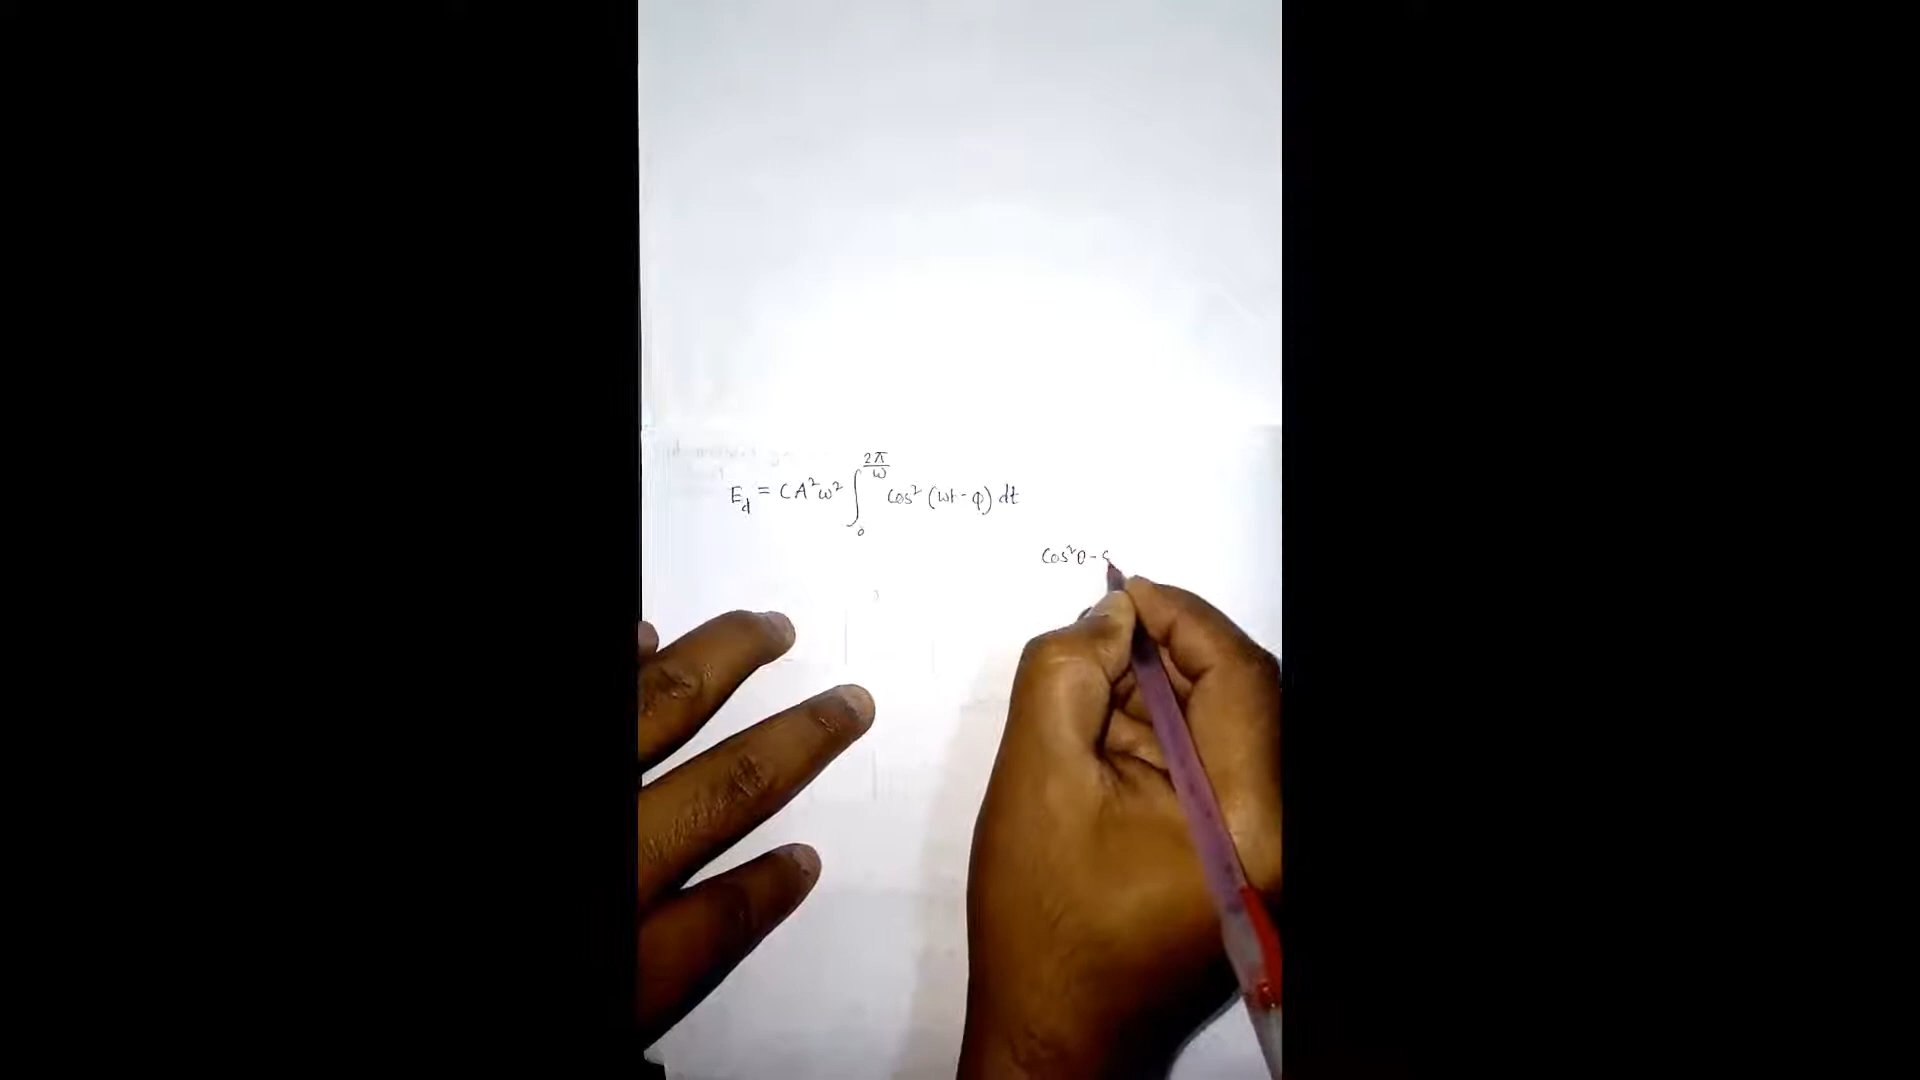 E_d = CA²ω² ∫₀^{2π/ω} Cos² (ωt - φ) dt
Cos²θ - s